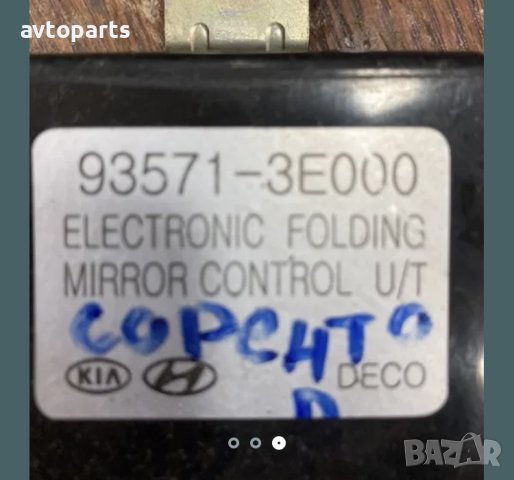 avtoparts
93571-3E000
ELECTRONIC FOLDING
MIRROR CONTROL U/T
СОРЕНТО
KIA DECO
D
BAZAR